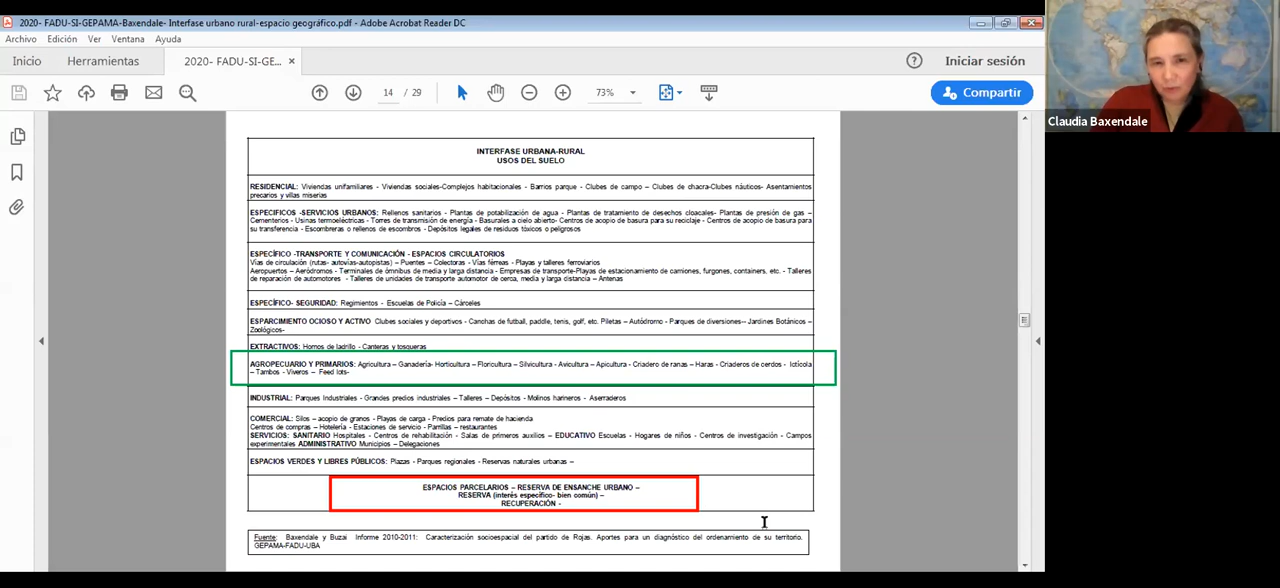 2020- FADU-SI-GEPAMA-Baxendale- Interfase urbano rural-espacio geográfico.pdf - Adobe Acrobat Reader DC
Archivo Edición Ver Ventana Ayuda
Inicio Herramientas 2020- FADU-SI-GE... × ? Iniciar sesión
14 / 29 73% Compartir
Claudia Baxendale
INTERFASE URBANA-RURAL
USOS DEL SUELO
RESIDENCIAL: Viviendas unifamiliares - Viviendas sociales-Complejos habitacionales - Barrios parque - Clubes de campo – Clubes de chacra-Clubes náuticos- Asentamientos
precarios y villas miserias
ESPECIFICOS -SERVICIOS URBANOS: Rellenos sanitarios - Plantas de potabilización de agua - Plantas de tratamiento de desechos cloacales- Plantas de presión de gas –
Cementerios - Usinas termoeléctricas - Torres de transmisión de energía - Basurales a cielo abierto- Centros de acopio de basura para su reciclaje - Centros de acopio de basura para
su transferencia - Escombreras o rellenos de escombros - Depósitos legales de residuos tóxicos o peligrosos
ESPECÍFICO -TRANSPORTE Y COMUNICACIÓN - ESPACIOS CIRCULATORIOS
Vías de circulación (rutas- autovías-autopistas) – Puentes – Colectoras - Vías férreas - Playas y talleres ferroviarios
Aeropuertos – Aeródromos - Terminales de ómnibus de media y larga distancia - Empresas de transporte-Playas de estacionamiento de camiones, furgones, containers. etc. - Talleres
de reparación de automotores - Talleres de unidades de transporte automotor de cerca, media y larga distancia – Antenas
ESPECÍFICO- SEGURIDAD: Regimientos - Escuelas de Policía – Cárceles
ESPARCIMIENTO OCIOSO Y ACTIVO Clubes sociales y deportivos - Canchas de futball, paddle, tenis, golf, etc. Piletas – Autódromo - Parques de diversiones-- Jardines Botánicos –
Zoológicos-
EXTRACTIVOS: Hornos de ladrillo - Canteras y tosqueras
AGROPECUARIO Y PRIMARIOS: Agricultura – Ganadería- Horticultura – Floricultura – Silvicultura - Avicultura – Apicultura - Criadero de ranas – Haras - Criaderos de cerdos - Ictícola
– Tambos - Viveros – Feed lots-
INDUSTRIAL: Parques Industriales - Grandes predios industriales – Talleres – Depósitos - Molinos harineros - Aserraderos
COMERCIAL: Silos – acopio de granos - Playas de carga - Predios para remate de hacienda
Centros de compras – Hotelería - Estaciones de servicio - Parrillas – restaurantes
SERVICIOS: SANITARIO Hospitales - Centros de rehabilitación - Salas de primeros auxilios – EDUCATIVO Escuelas - Hogares de niños - Centros de investigación - Campos
experimentales ADMINISTRATIVO Municipios – Delegaciones
ESPACIOS VERDES Y LIBRES PÚBLICOS: Plazas - Parques regionales - Reservas naturales urbanas –
ESPACIOS PARCELARIOS – RESERVA DE ENSANCHE URBANO –
RESERVA (interés específico- bien común) –
RECUPERACIÓN -
Fuente: Baxendale y Buzai Informe 2010-2011: Caracterización socioespacial del partido de Rojas. Aportes para un diagnóstico del ordenamiento de su territorio.
GEPAMA-FADU-UBA